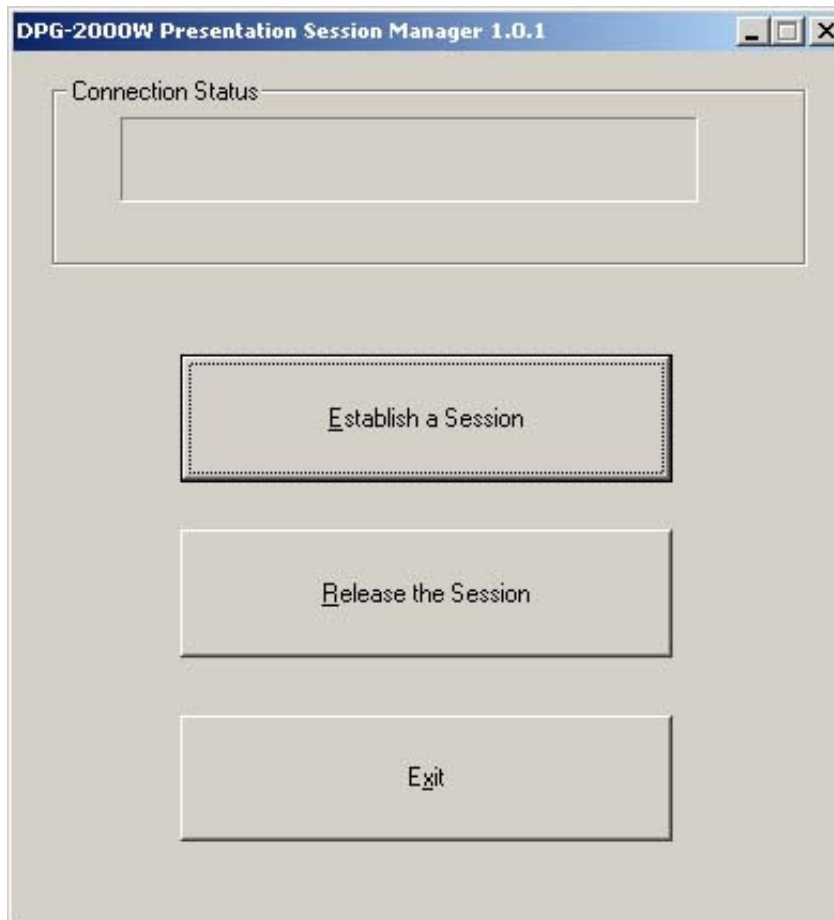 DPG-2000W Presentation Session Manager 1.0.1
Connection Status
Establish a Session
Release the Session
Exit